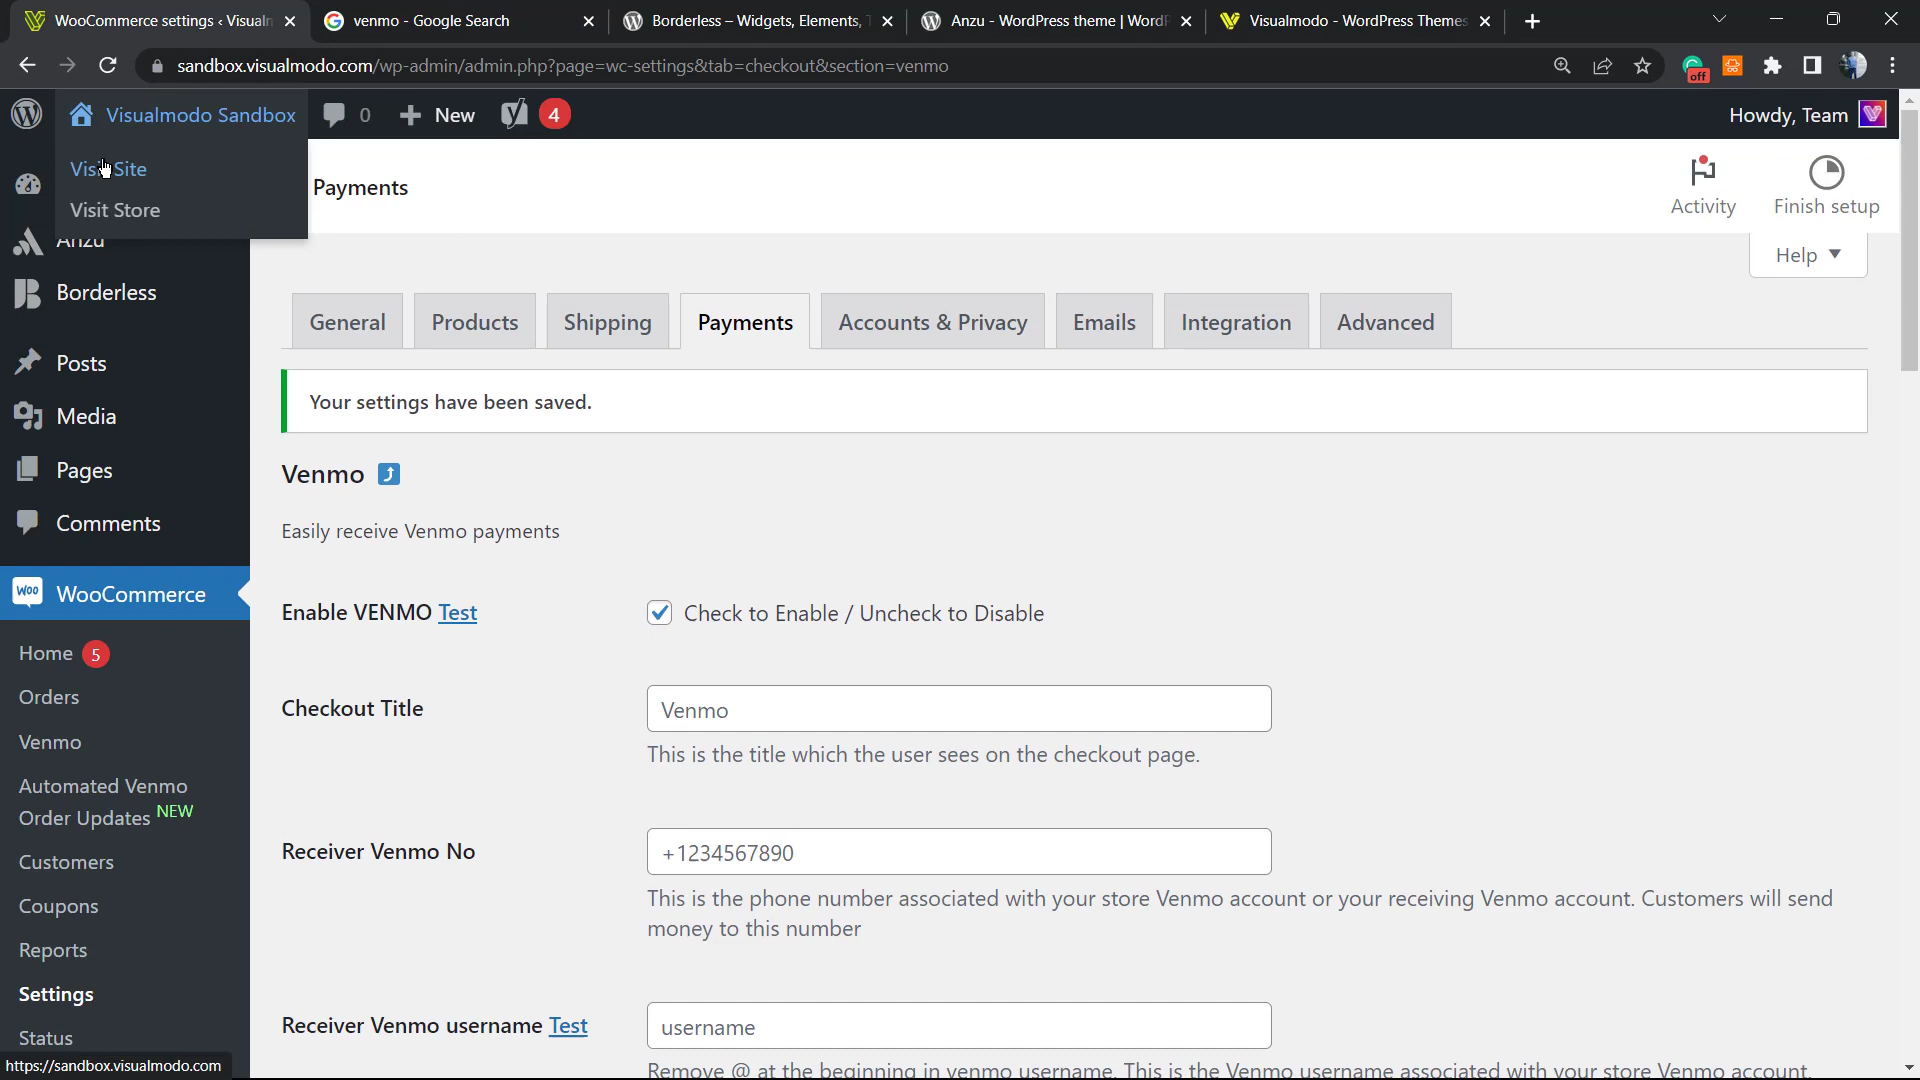 WooCommerce settings ‹ Visualm
venmo - Google Search
Borderless – Widgets, Elements,
Anzu - WordPress theme | WordP
Visualmodo - WordPress Themes
sandbox.visualmodo.com/wp-admin/admin.php?page=wc-settings&tab=checkout&section=venmo
off
Visualmodo Sandbox
0
New
4
Howdy, Team
Visit Site
Visit Store
Payments
Activity
Finish setup
Help
Anzu
Borderless
Posts
Media
Pages
Comments
WooCommerce
Home 5
Orders
Venmo
Automated Venmo
Order Updates NEW
Customers
Coupons
Reports
Settings
Status
General
Products
Shipping
Payments
Accounts & Privacy
Emails
Integration
Advanced
Your settings have been saved.
Venmo
Easily receive Venmo payments
Enable VENMO Test
Check to Enable / Uncheck to Disable
Checkout Title
Venmo
This is the title which the user sees on the checkout page.
Receiver Venmo No
+1234567890
This is the phone number associated with your store Venmo account or your receiving Venmo account. Customers will send
money to this number
Receiver Venmo username Test
username
Remove @ at the beginning in venmo username. This is the Venmo username associated with your store Venmo account.
https://sandbox.visualmodo.com